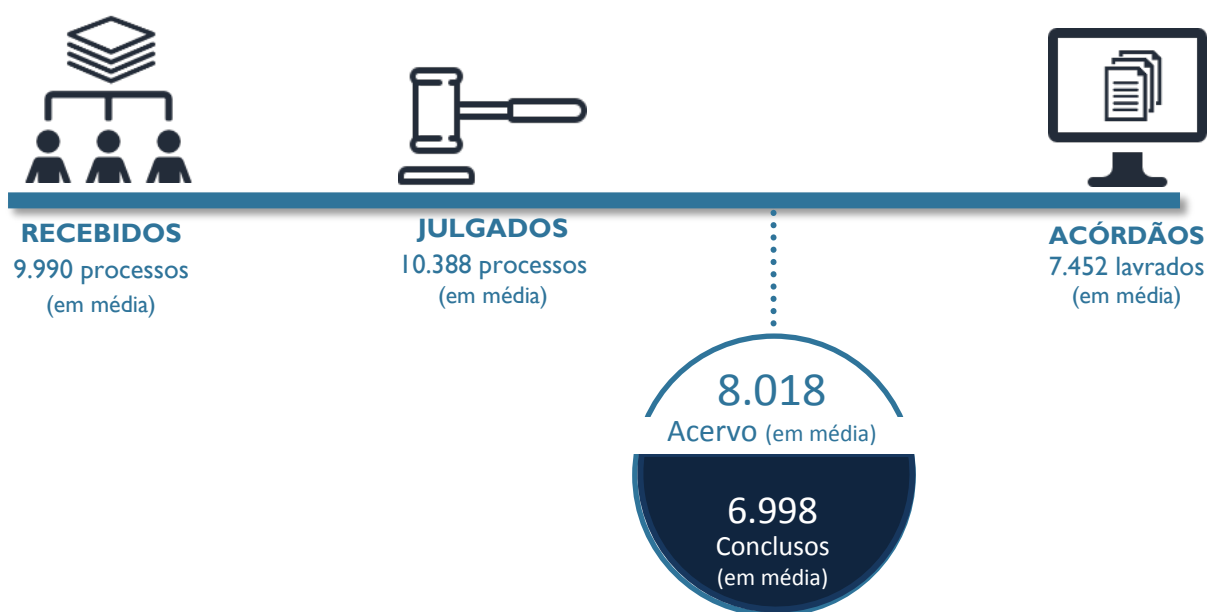 RECEBIDOS
9.990 processos
(em média)
JULGADOS
10.388 processos
(em média)
ACÓRDÃOS
7.452 lavrados
(em média)
8.018
Acervo (em média)
6.998
Conclusos
(em média)